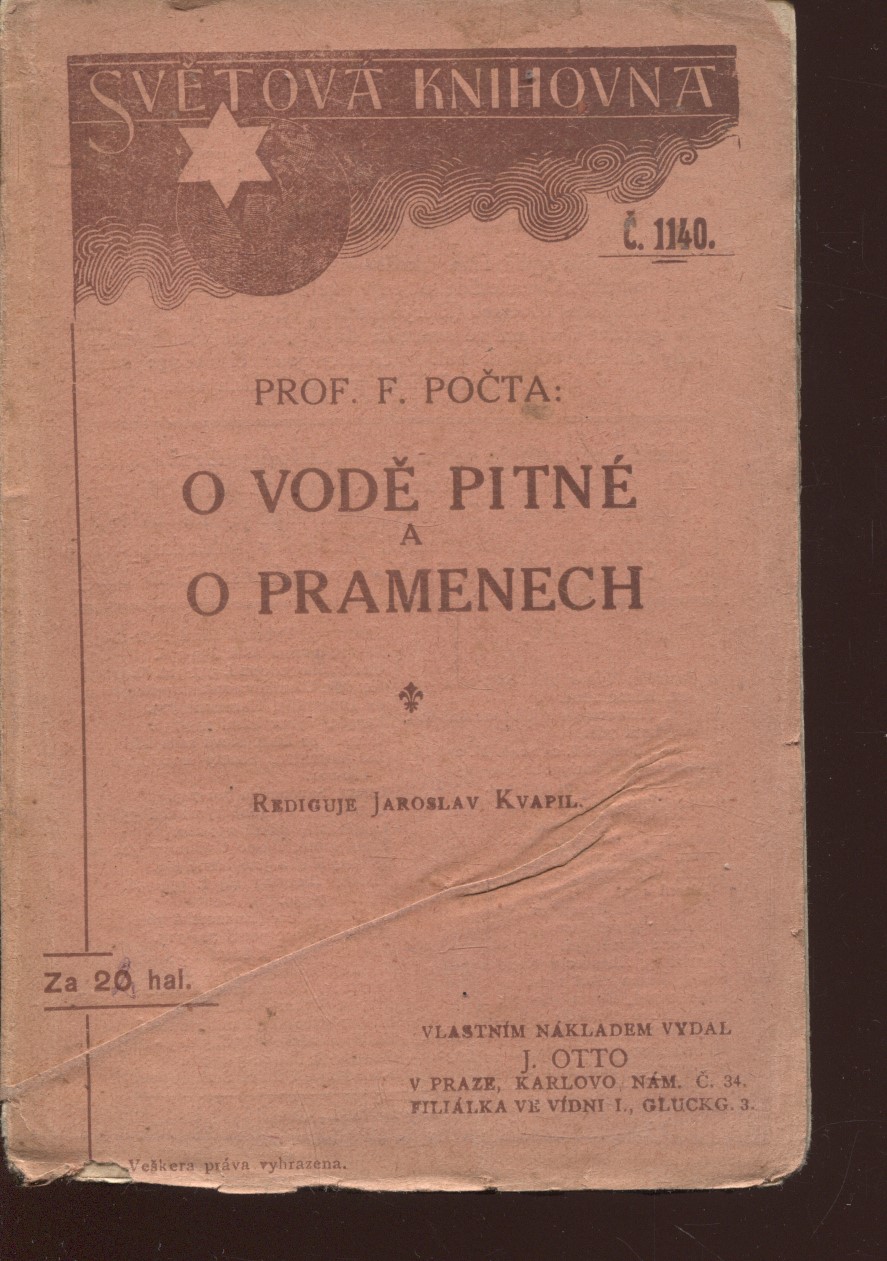 SVĚTOVÁ KNIHOVNA
Č. 1140.
PROF. F. POČTA:
O VODĚ PITNÉ
A
O PRAMENECH
REDIGUJE JAROSLAV KVAPIL.
Za 20 hal.
VLASTNÍM NÁKLADEM VYDAL
J. OTTO
V PRAZE, KARLOVO NÁM. Č. 34.
FILIÁLKA VE VÍDNI I., GLUCKG. 3.
Veškera práva vyhrazena.